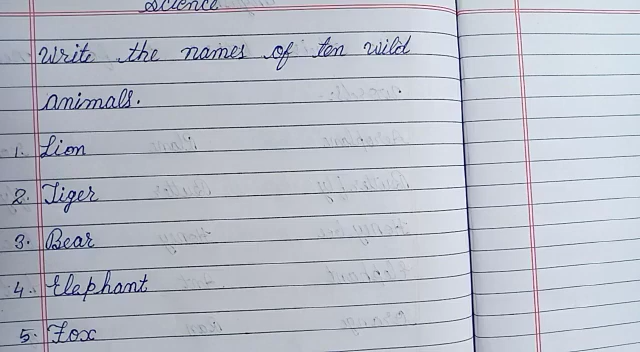 Science
Write the names of ten wild
animals.
1. Lion
2. Tiger
3. Bear
4. Elephant
5. Fox